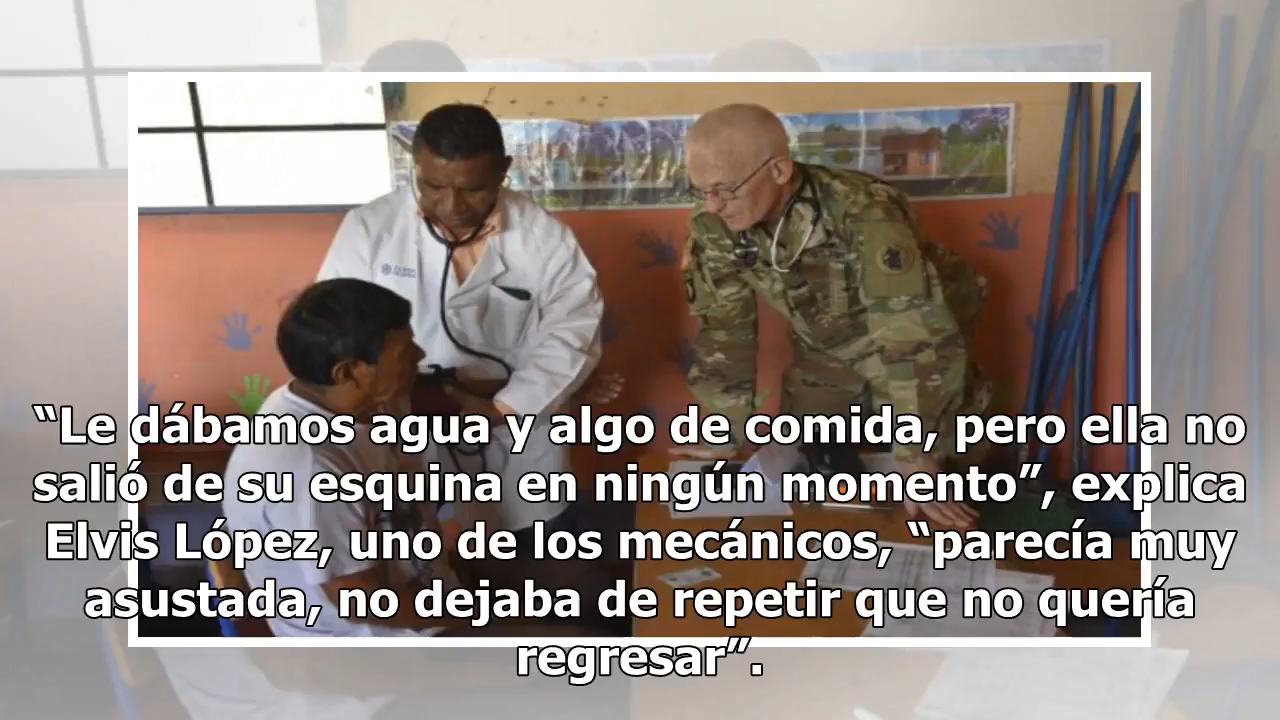 “Le dábamos agua y algo de comida, pero ella no
salió de su esquina en ningún momento”, explica
Elvis López, uno de los mecánicos, “parecía muy
asustada, no dejaba de repetir que no quería
regresar”.